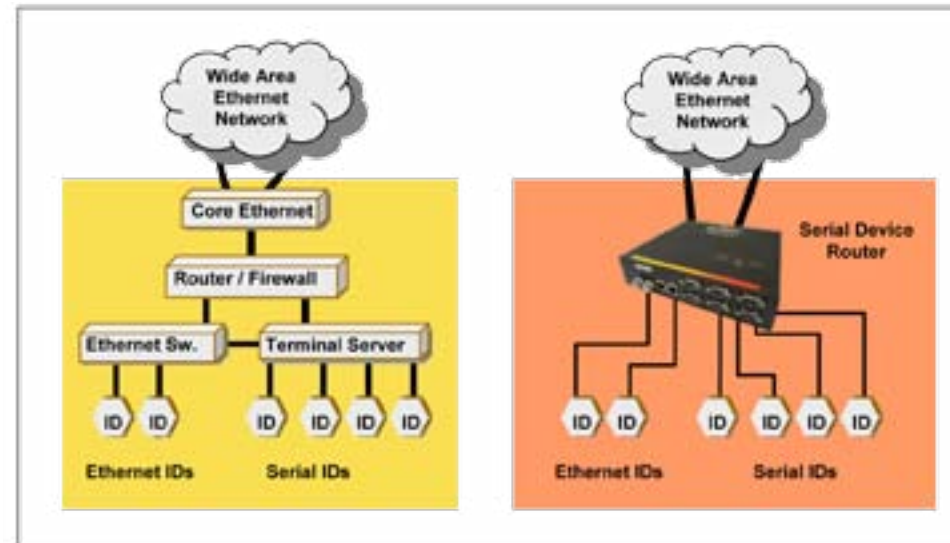 Wide Area
Ethernet
Network
Core Ethernet
Router / Firewall
Ethernet Sw.
Terminal Server
ID
ID
ID
ID
ID
ID
Ethernet IDs
Serial IDs
Wide Area
Ethernet
Network
Serial Device
Router
ID
ID
ID
ID
ID
ID
Ethernet IDs
Serial IDs